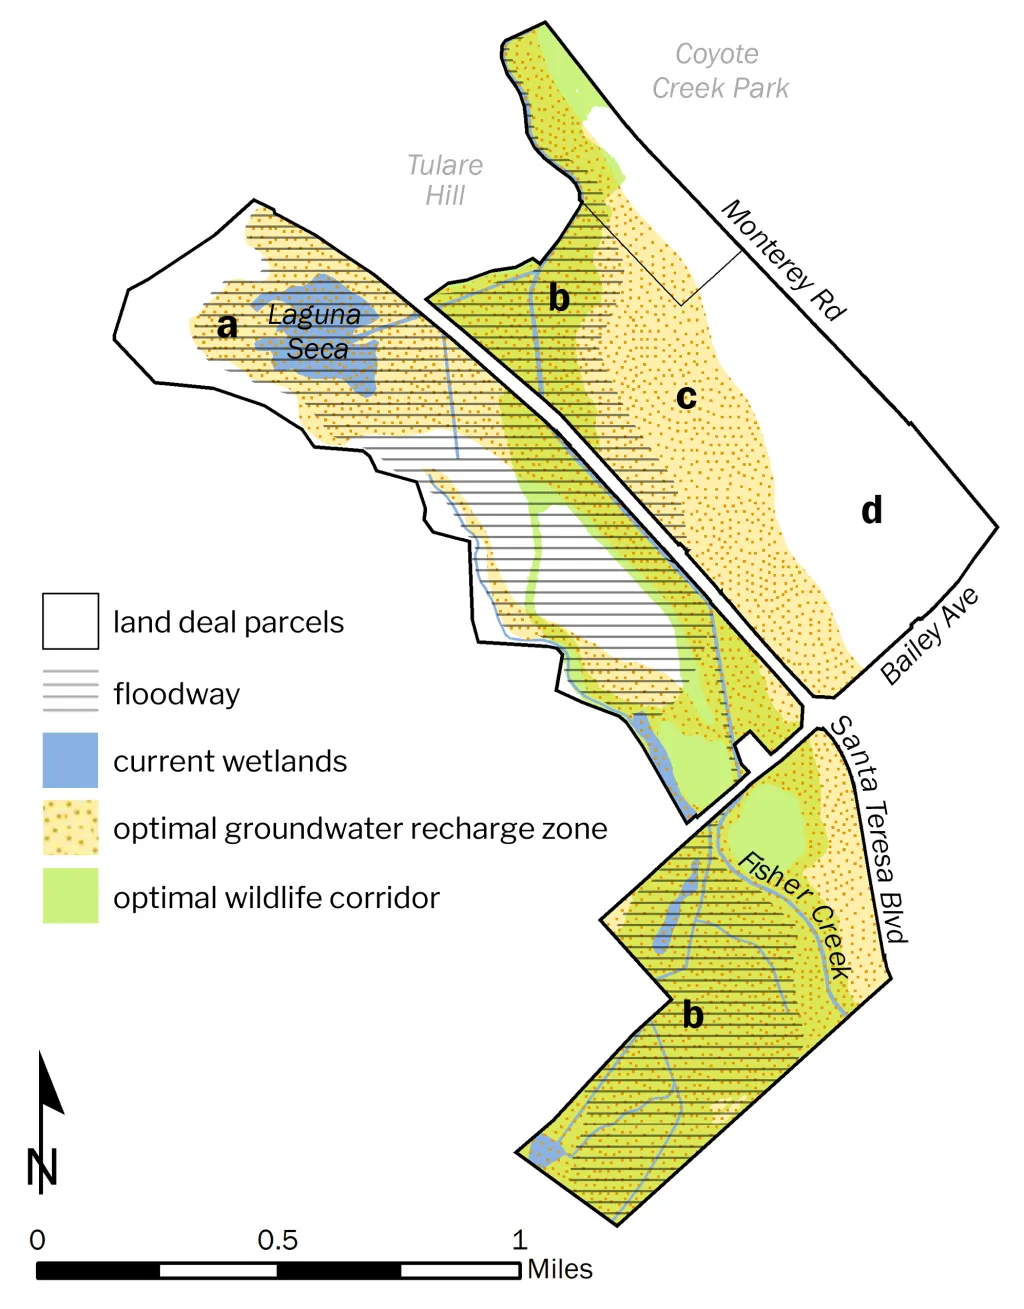 Coyote
Creek Park
Tulare
Hill
Monterey Rd
b
a
Laguna
Seca
c
d
Bailey Ave
land deal parcels
floodway
current wetlands
optimal groundwater recharge zone
optimal wildlife corridor
Santa Teresa Blvd
Fisher Creek
b
N
0
0.5
1
Miles